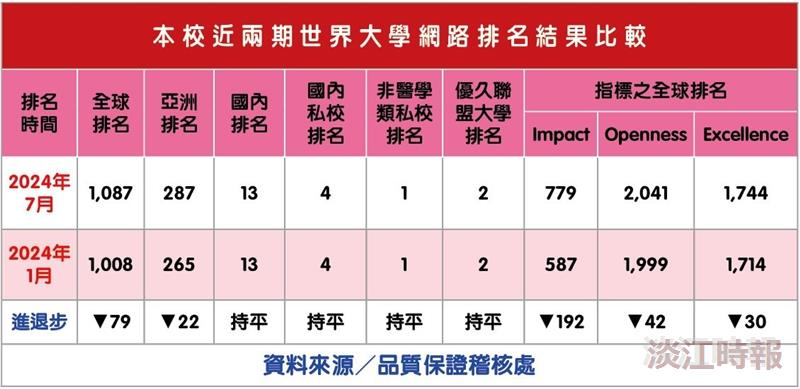 本校近兩期世界大學網路排名結果比較
排名時間 全球排名 亞洲排名 國內排名 國內私校排名 非醫學類私校排名 優久聯盟大學排名 指標之全球排名
Impact Openness Excellence
2024年7月 1,087 287 13 4 1 2 779 2,041 1,744
2024年1月 1,008 265 13 4 1 2 587 1,999 1,714
進退步 ▼79 ▼22 持平 持平 持平 持平 ▼192 ▼42 ▼30
資料來源／品質保證稽核處
淡江時報